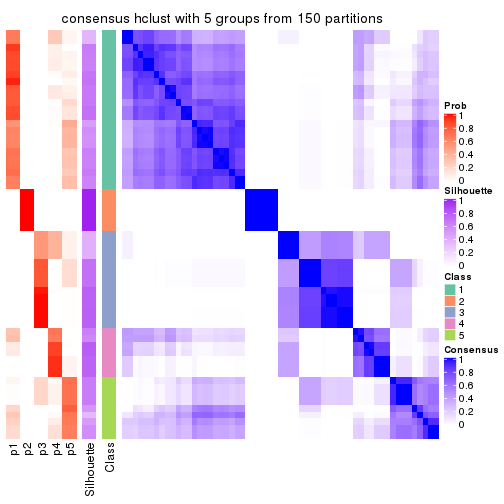 consensus hclust with 5 groups from 150 partitions
Prob
1
0.8
0.6
0.4
0.2
0
Silhouette
1
0.8
0.6
0.4
0.2
0
Class
1
2
3
4
5
Consensus
1
0.8
0.6
0.4
0.2
0
p1
p2
p3
p4
p5
Silhouette
Class